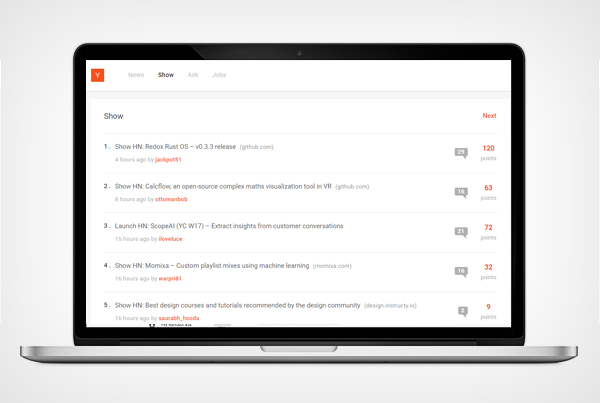 Y News Show Ask Jobs
Show Next
1. Show HN: Redox Rust OS – v0.3.3 release (github.com) 29 120
4 hours ago by jackpot51 points
2. Show HN: Calcflow, an open-source complex maths visualization tool in VR (github.com) 16 63
8 hours ago by ottomanbob points
3. Launch HN: ScopeAI (YC W17) – Extract insights from customer conversations 21 72
15 hours ago by iloveluce points
4. Show HN: Momixa – Custom playlist mixes using machine learning (momixa.com) 16 32
16 hours ago by warpri81 points
5. Show HN: Best design courses and tutorials recommended by the design community (design.instructy.io) 2 9
16 hours ago by saurabh_hooda points